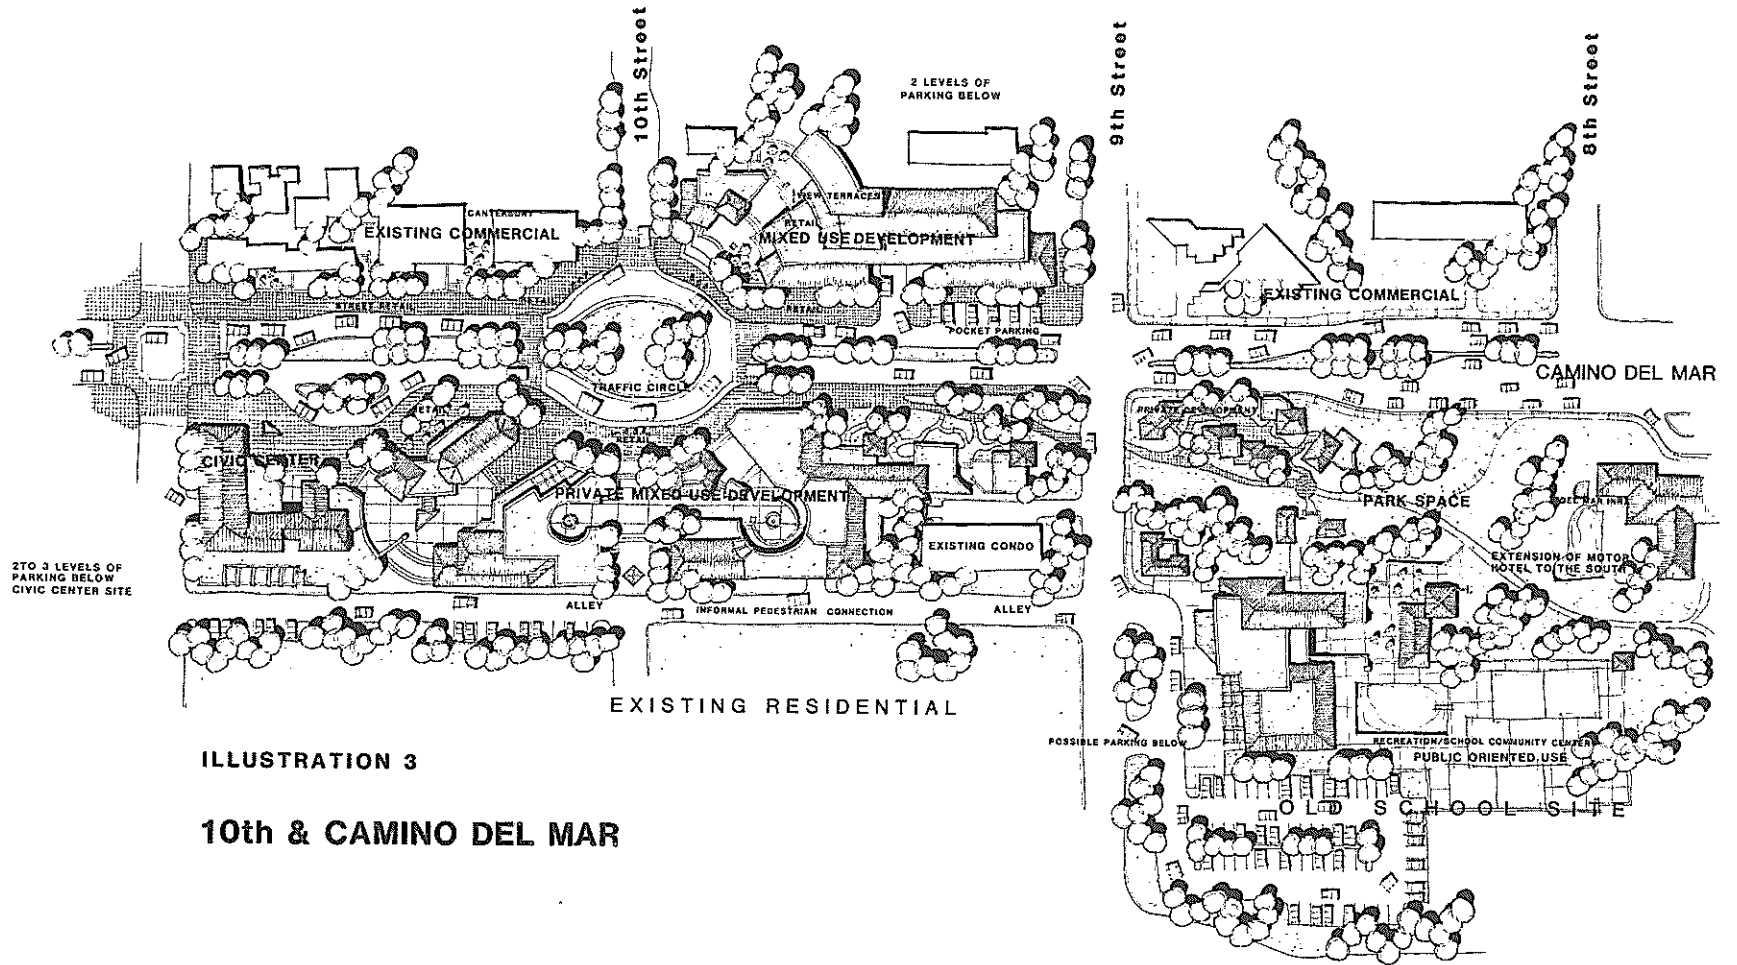 10th Street
9th Street
8th Street
2 LEVELS OF
PARKING BELOW
CANTERBURY
EXISTING COMMERCIAL
VIEW TERRACES
RETAIL
MIXED USE DEVELOPMENT
EXISTING COMMERCIAL
STREET RETAIL
RETAIL
RETAIL
POCKET PARKING
CAMINO DEL MAR
TRAFFIC CIRCLE
RETAIL
PRIVATE DEVELOPMENT
RETAIL
CIVIC CENTER
PRIVATE MIXED USE DEVELOPMENT
PARK SPACE
DEL MAR INN
EXISTING CONDO
EXTENSION OF MOTOR
HOTEL TO THE SOUTH
2TO 3 LEVELS OF
PARKING BELOW
CIVIC CENTER SITE
ALLEY
INFORMAL PEDESTRIAN CONNECTION
ALLEY
EXISTING RESIDENTIAL
POSSIBLE PARKING BELOW
RECREATION/SCHOOL COMMUNITY CENTER
PUBLIC ORIENTED USE
OLD SCHOOL SITE
ILLUSTRATION 3
10th & CAMINO DEL MAR